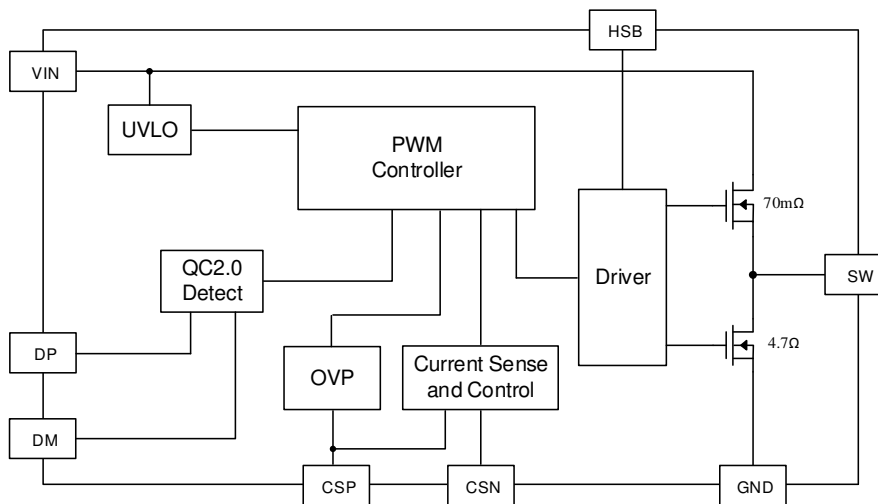 HSB
VIN
UVLO
PWM
Controller
70mΩ
QC2.0
Detect
Driver
SW
DP
OVP
Current Sense
and Control
4.7Ω
DM
CSP
CSN
GND